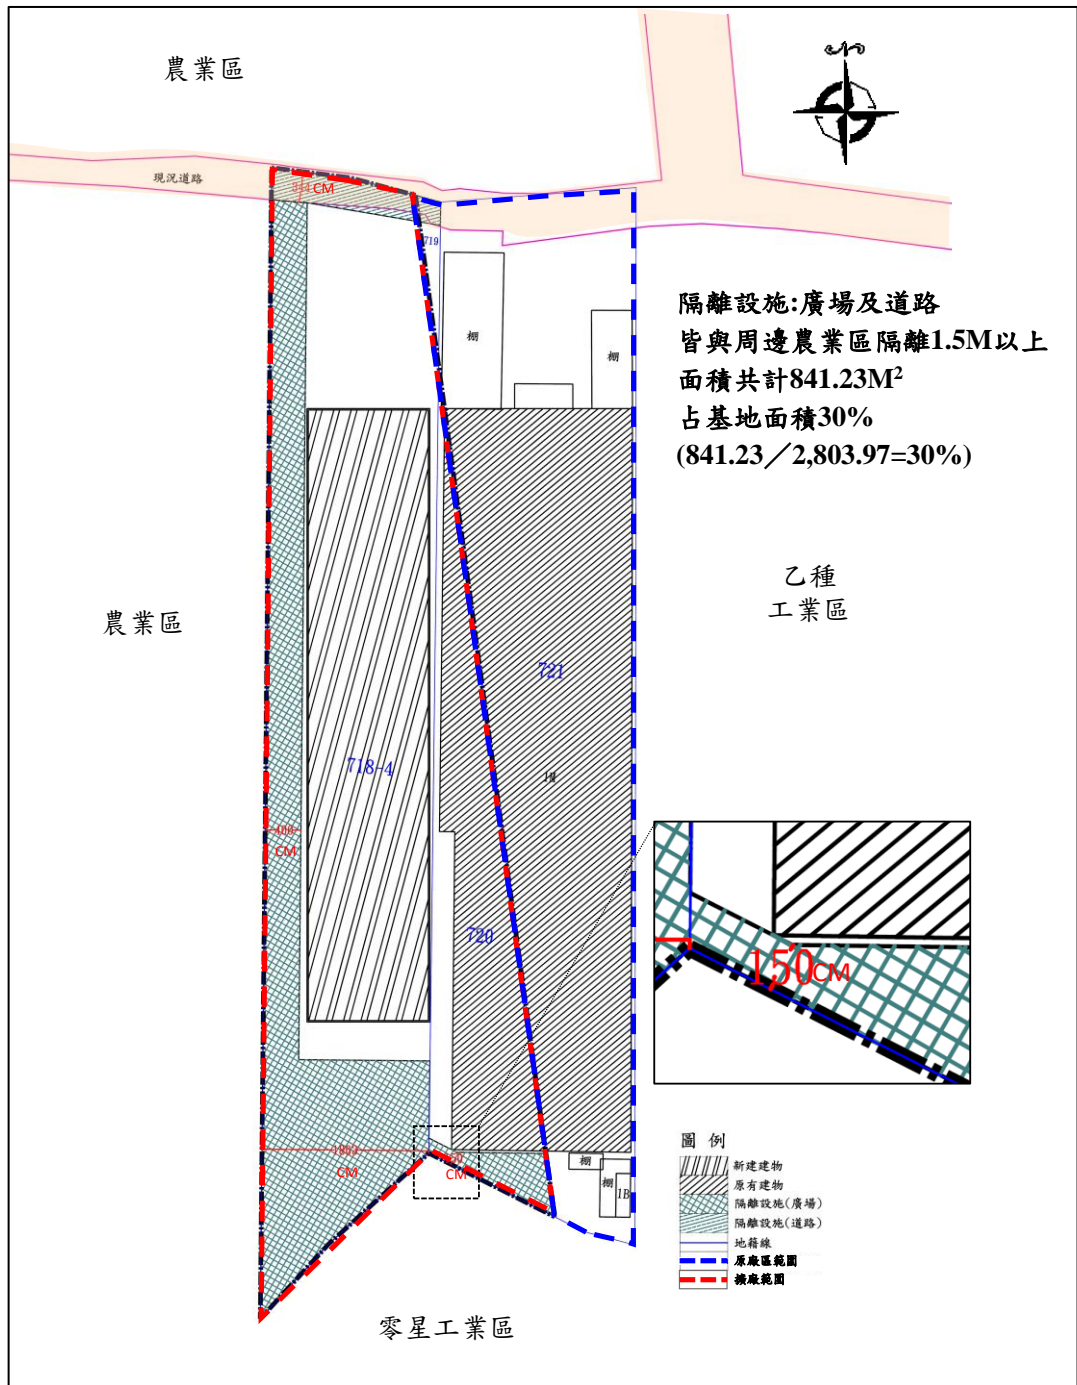 農業區
現況道路
CM
719
棚
棚
隔離設施:廣場及道路
皆與周邊農業區隔離1.5M以上
面積共計841.23M²
占基地面積30%
(841.23／2,803.97=30%)
農業區
乙種
工業區
721
718-4
400
CM
720
150CM
CM
CM
棚
棚
1B
圖 例
新建建物
原有建物
隔離設施(廣場)
隔離設施(道路)
地籍線
原廠區範圍
擴廠範圍
零星工業區